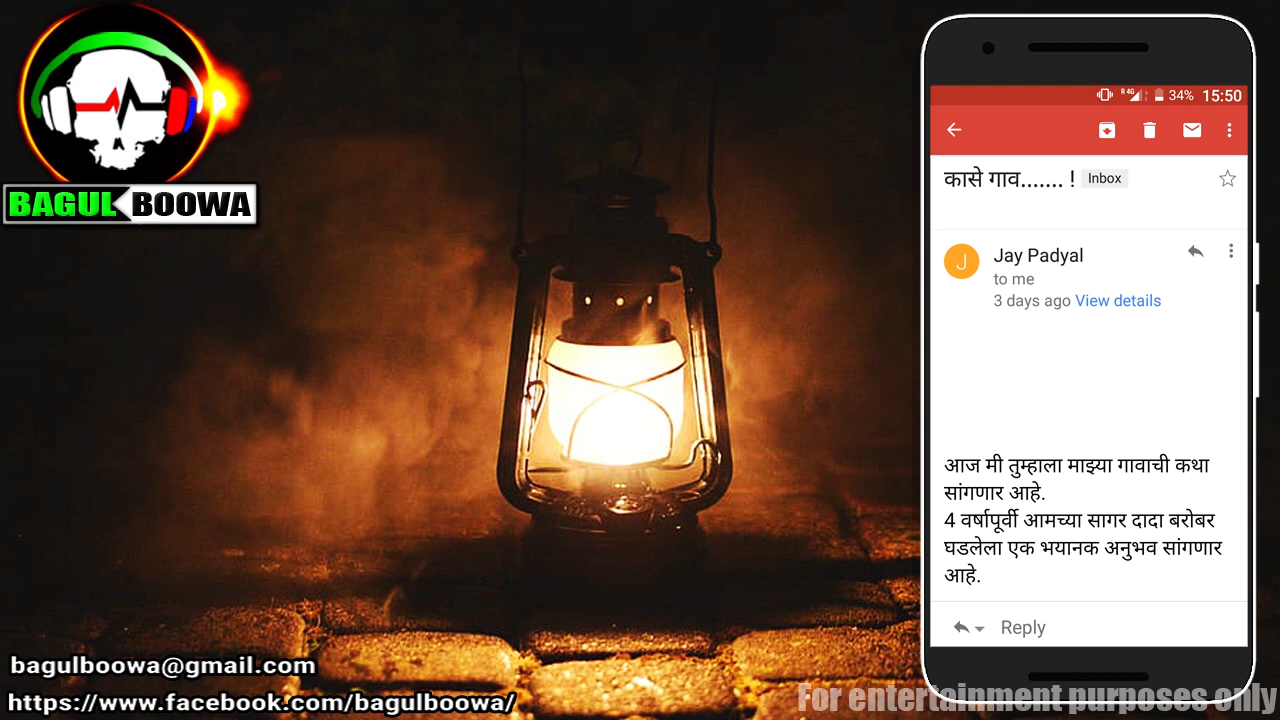 BAGUL BOOWA
R 4G 34% 15:50
कासे गाव....... ! Inbox
J
Jay Padyal
to me
3 days ago View details
आज मी तुम्हाला माझ्या गावाची कथा
सांगणार आहे.
4 वर्षापूर्वी आमच्या सागर दादा बरोबर
घडलेला एक भयानक अनुभव सांगणार
आहे.
Reply
bagulboowa@gmail.com
https://www.facebook.com/bagulboowa/
For entertainment purposes only